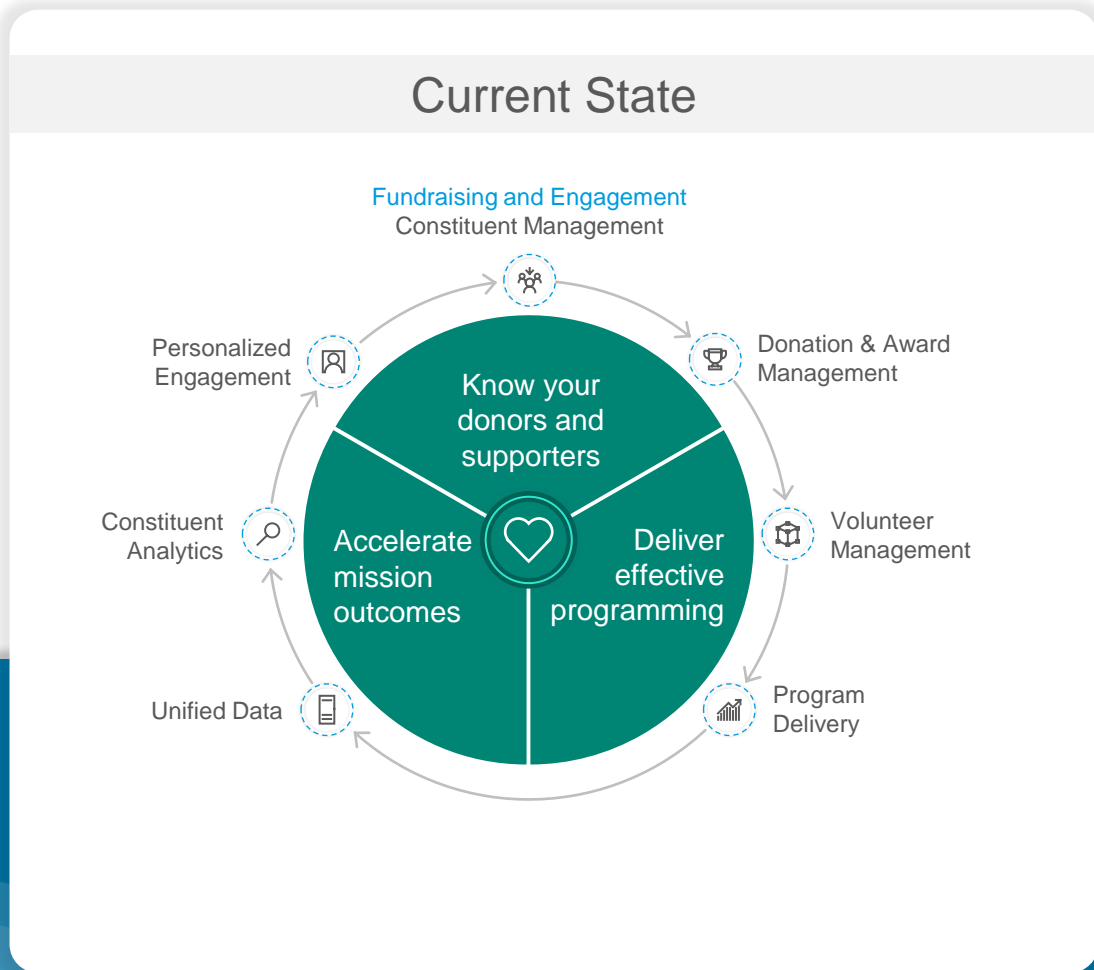 Current State
Fundraising and Engagement
Constituent Management
Personalized
Engagement
Donation & Award
Management
Know your
donors and
supporters
Constituent
Analytics
Accelerate
mission
outcomes
Deliver
effective
programming
Volunteer
Management
Unified Data
Program
Delivery